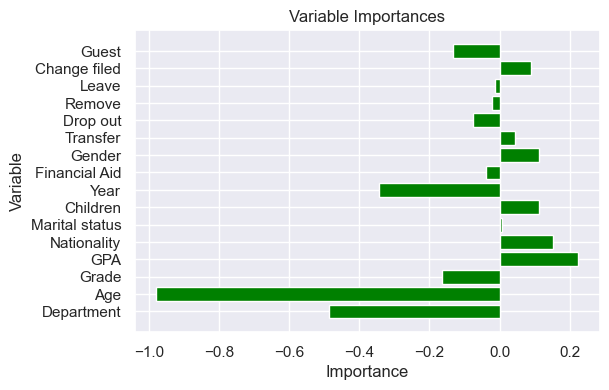 Variable Importances
Guest
Change filed
Leave
Remove
Drop out
Transfer
Gender
Financial Aid
Year
Children
Marital status
Nationality
GPA
Grade
Age
Department
Variable
−1.0 −0.8 −0.6 −0.4 −0.2 0.0 0.2
Importance